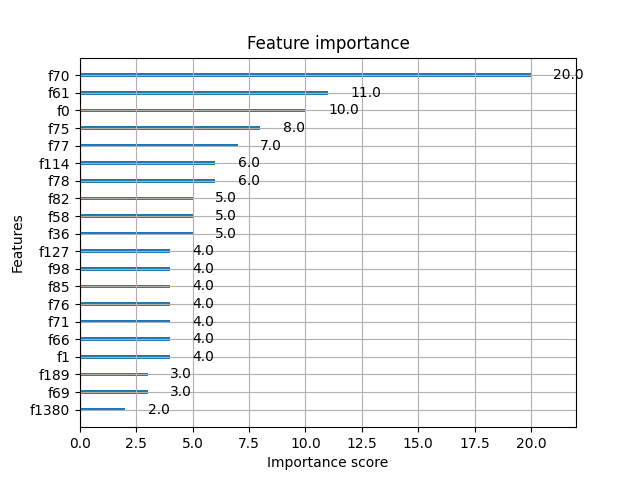 Feature importance
f70 20.0
f61 11.0
f0 10.0
f75 8.0
f77 7.0
f114 6.0
f78 6.0
f82 5.0
f58 5.0
f36 5.0
f127 4.0
f98 4.0
f85 4.0
f76 4.0
f71 4.0
f66 4.0
f1 4.0
f189 3.0
f69 3.0
f1380 2.0
Features
0.0 2.5 5.0 7.5 10.0 12.5 15.0 17.5 20.0
Importance score